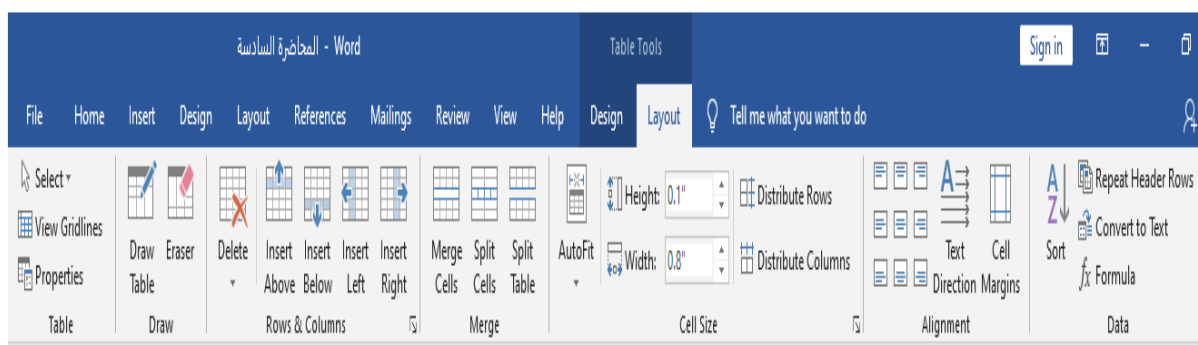 المحاضرة السادسة - Word
Table Tools
Sign in
File Home Insert Design Layout References Mailings Review View Help Design Layout Tell me what you want to do
Select
View Gridlines
Properties
Table
Draw Table
Eraser
Draw
Delete
Insert Above
Insert Below
Insert Left
Insert Right
Rows & Columns
Merge Cells
Split Cells
Split Table
Merge
AutoFit
Height: 0.1"
Width: 0.8"
Distribute Rows
Distribute Columns
Cell Size
Text Direction
Cell Margins
Alignment
A
Z
Sort
Repeat Header Rows
Convert to Text
fx Formula
Data